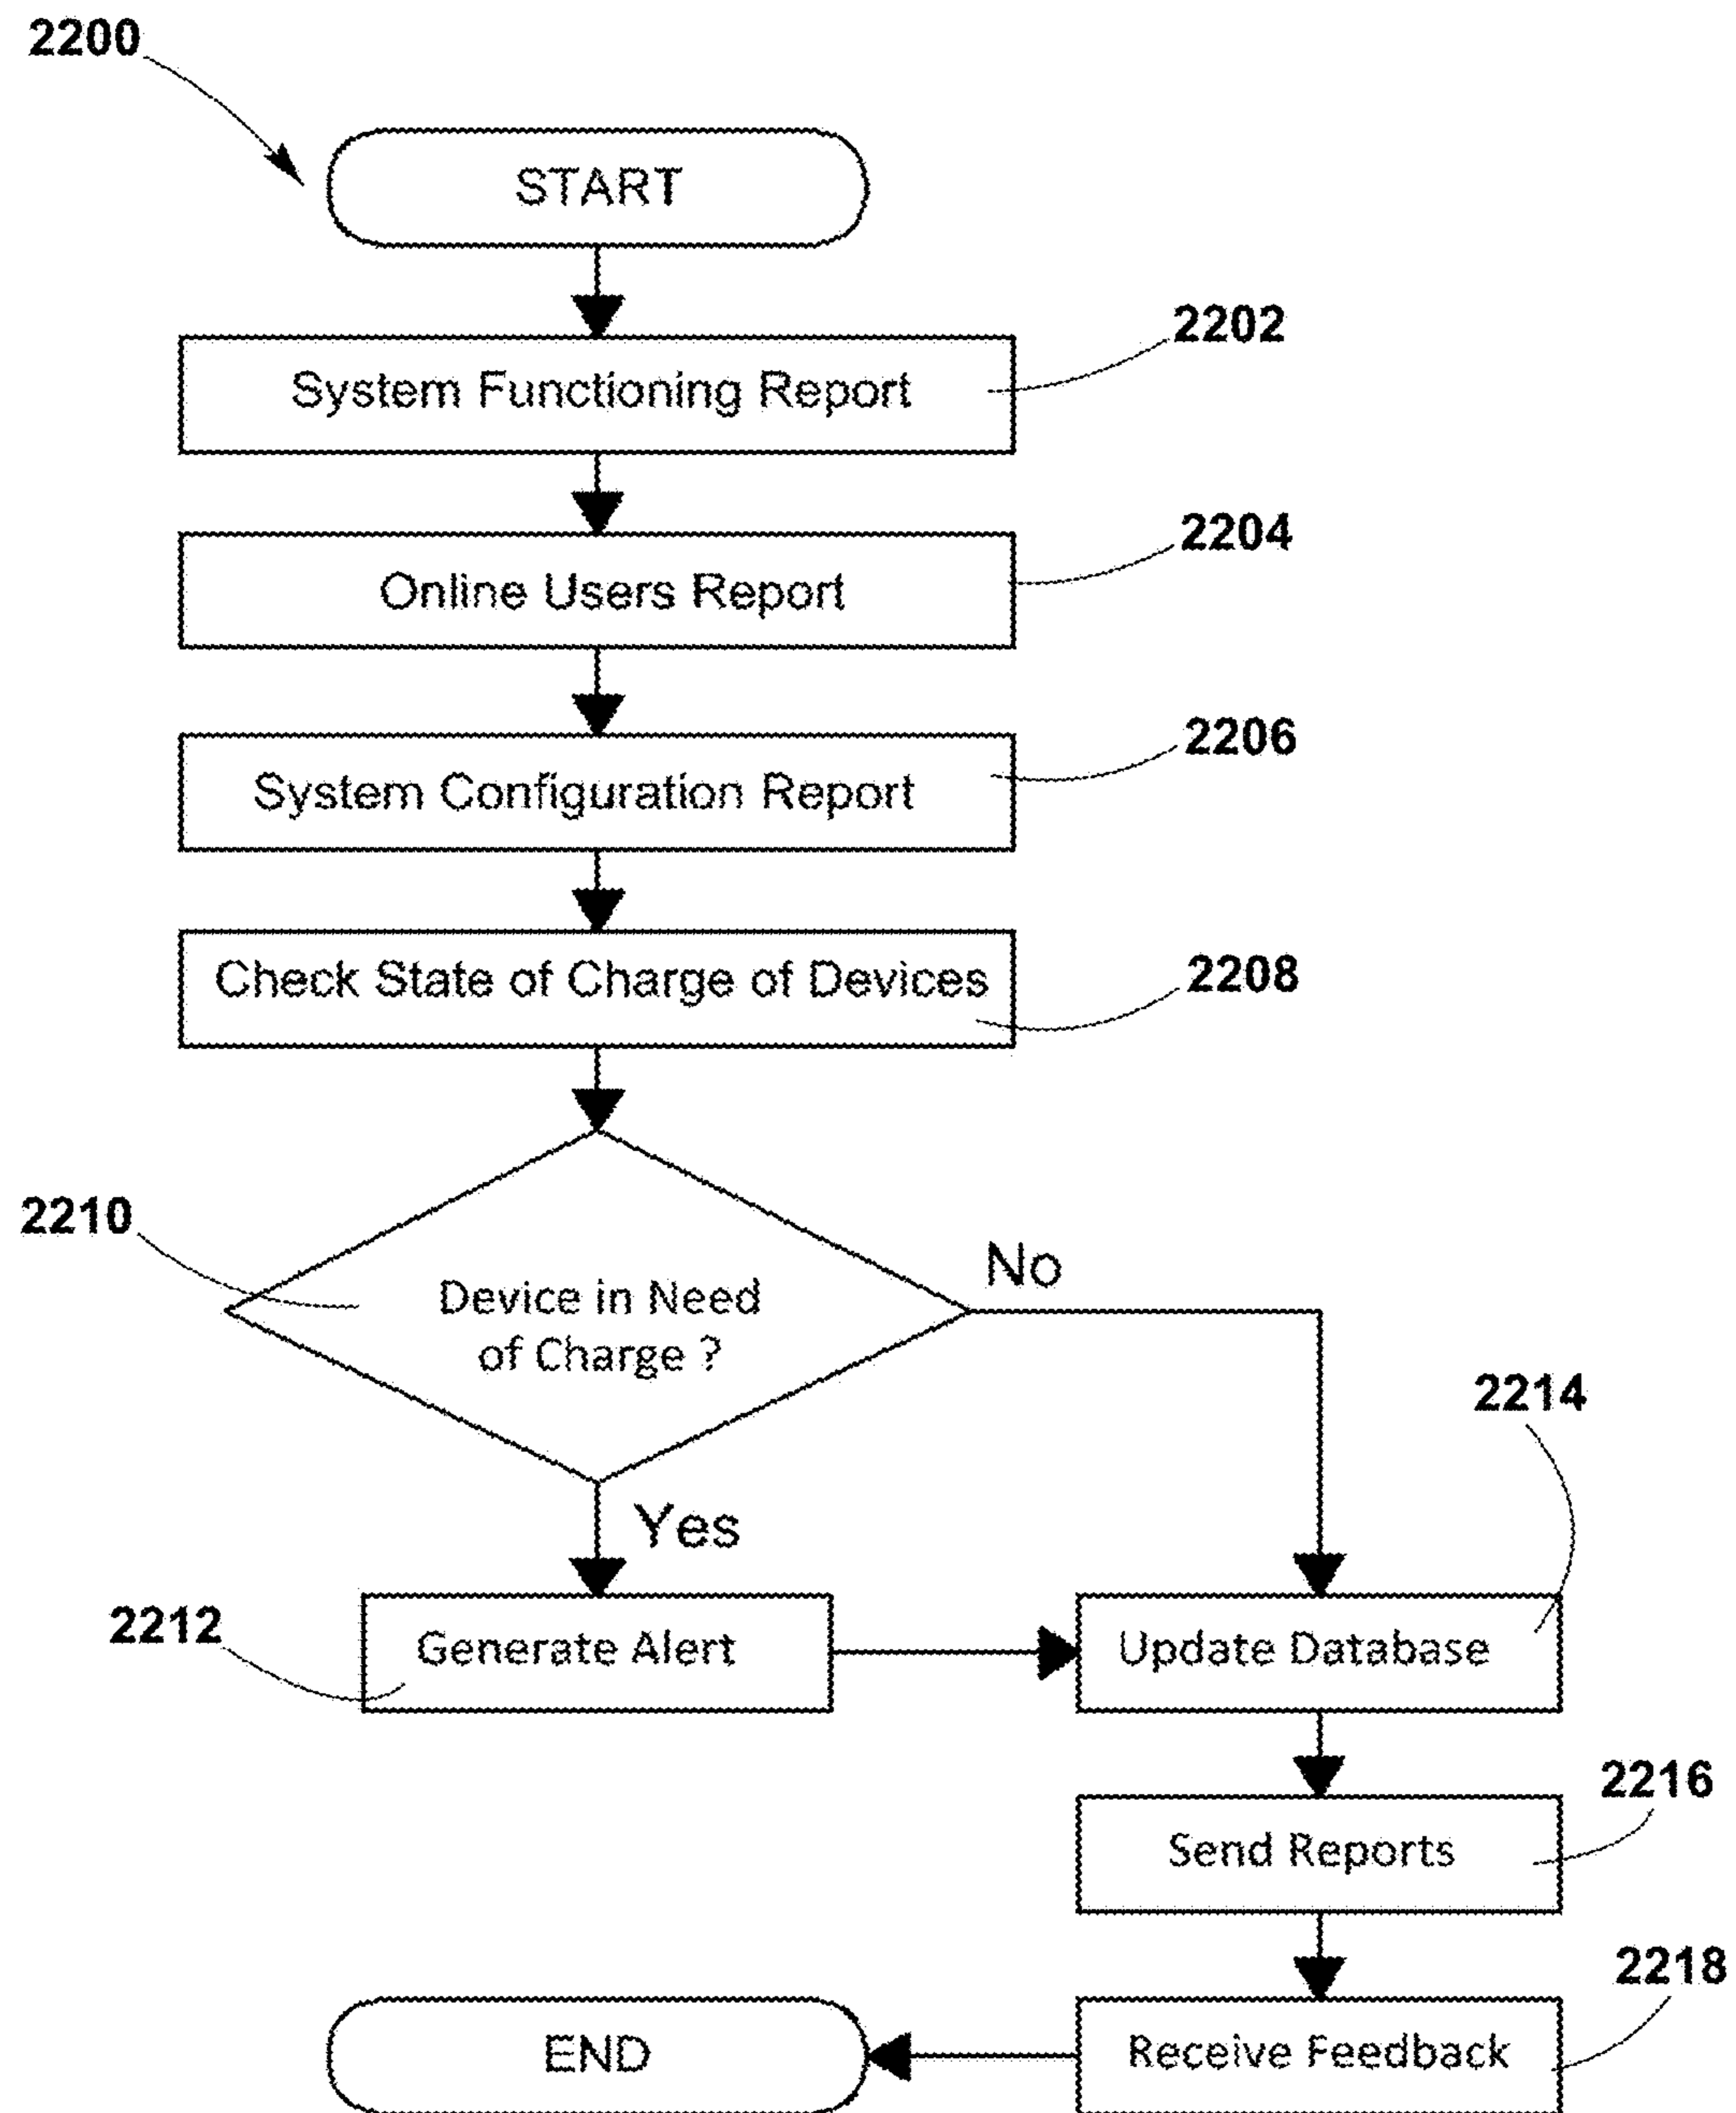 2200
START
2202
System Functioning Report
2204
Online Users Report
2206
System Configuration Report
2208
Check State of Charge of Devices
2210
Device in Need
of Charge ?
No
Yes
2214
2212
Generate Alert
Update Database
2216
Send Reports
2218
END
Receive Feedback